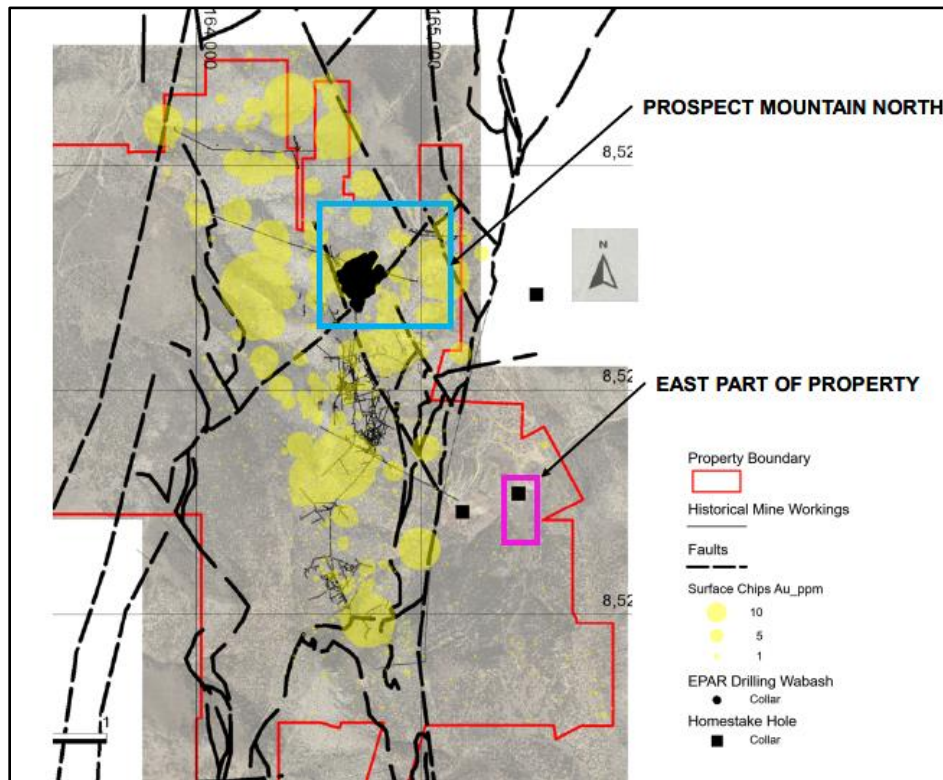 164,000
165,000
PROSPECT MOUNTAIN NORTH
8,52
N
8,52
EAST PART OF PROPERTY
Property Boundary
Historical Mine Workings
Faults
Surface Chips Au_ppm
10
5
1
8,52
EPAR Drilling Wabash
Collar
Homestake Hole
Collar
1